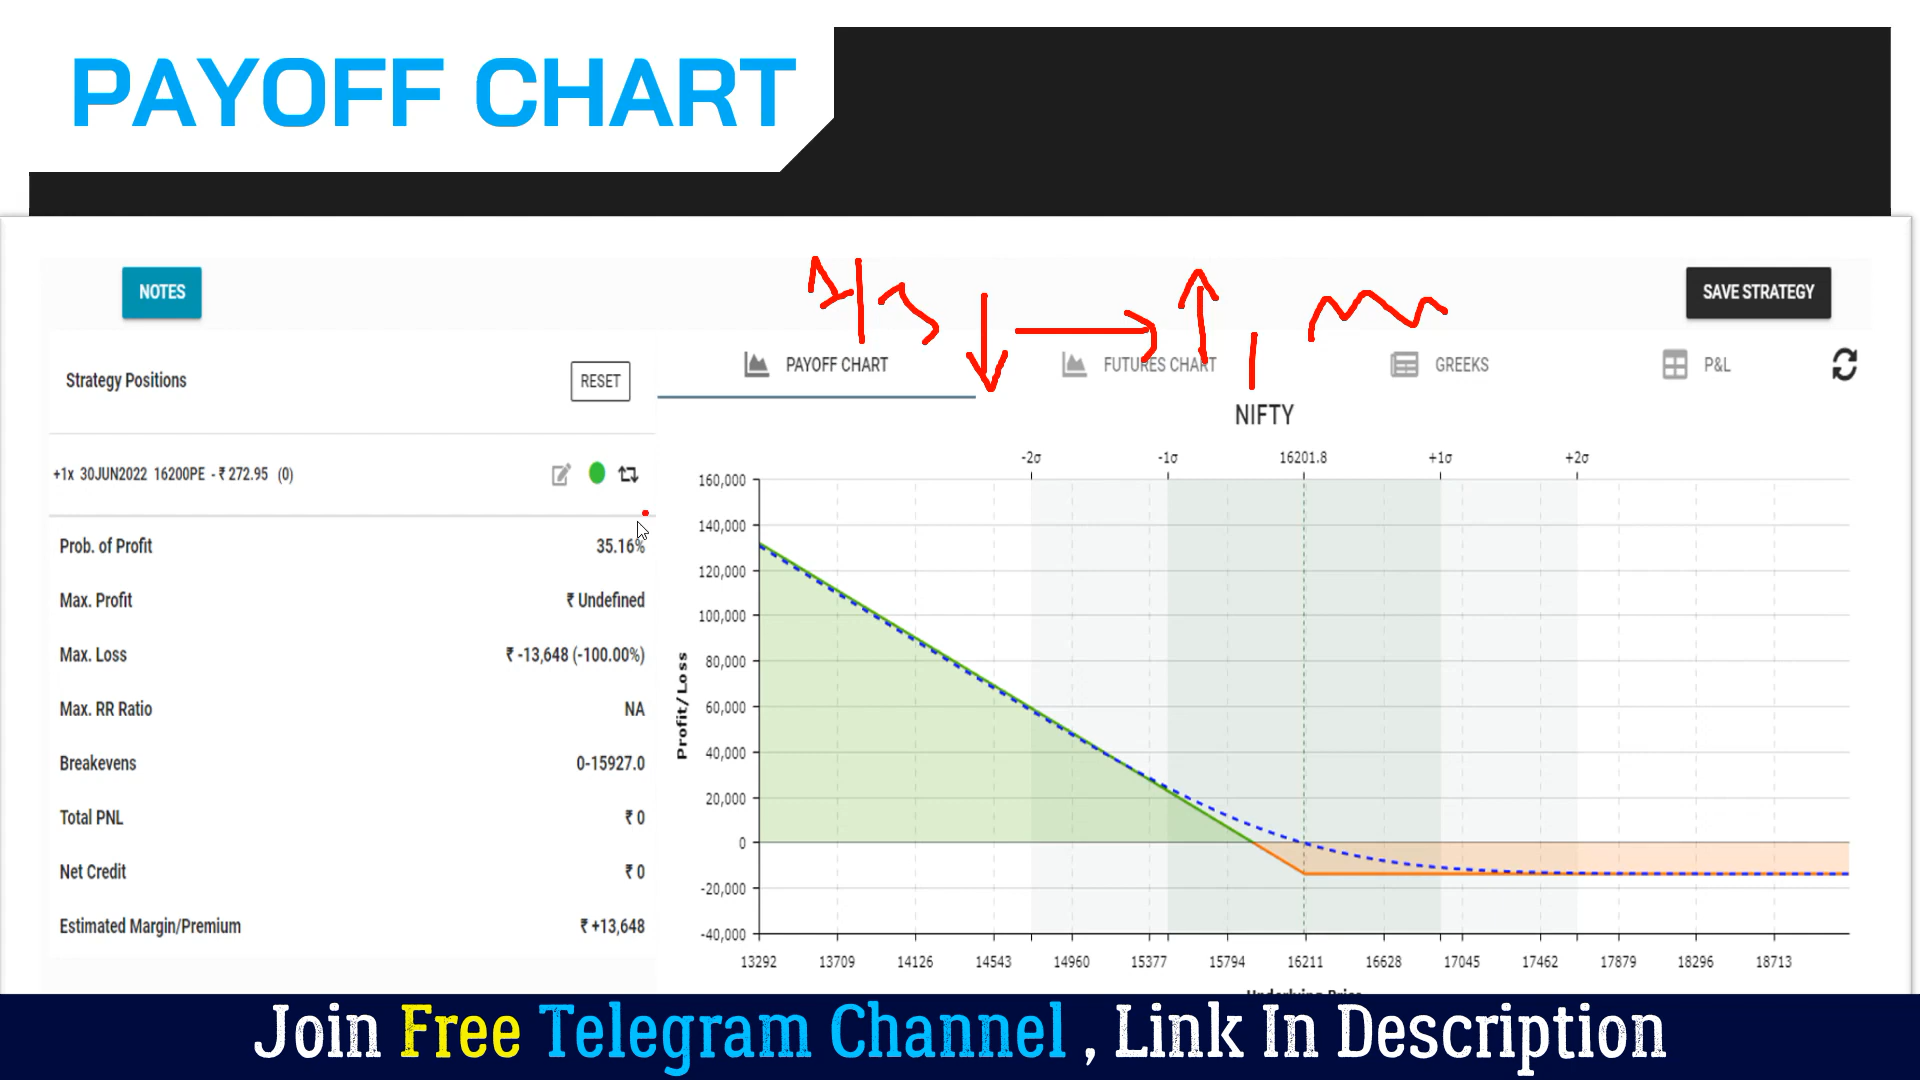 PAYOFF CHART
NOTES
SAVE STRATEGY
1/3
Strategy Positions
RESET
PAYOFF CHART
FUTURES CHART
GREEKS
P&L
NIFTY
+1x 30JUN2022 16200PE - ₹ 272.95 (0)
-2σ -1σ 16201.8 +1σ +2σ
Prob. of Profit 35.16%
Max. Profit ₹ Undefined
Max. Loss ₹ -13,648 (-100.00%)
Max. RR Ratio NA
Breakevens 0-15927.0
Total PNL ₹ 0
Net Credit ₹ 0
Estimated Margin/Premium ₹ +13,648
Profit/Loss
160,000
140,000
120,000
100,000
80,000
60,000
40,000
20,000
0
-20,000
-40,000
13292 13709 14126 14543 14960 15377 15794 16211 16628 17045 17462 17879 18296 18713
Underlying Price
Join Free Telegram Channel , Link In Description